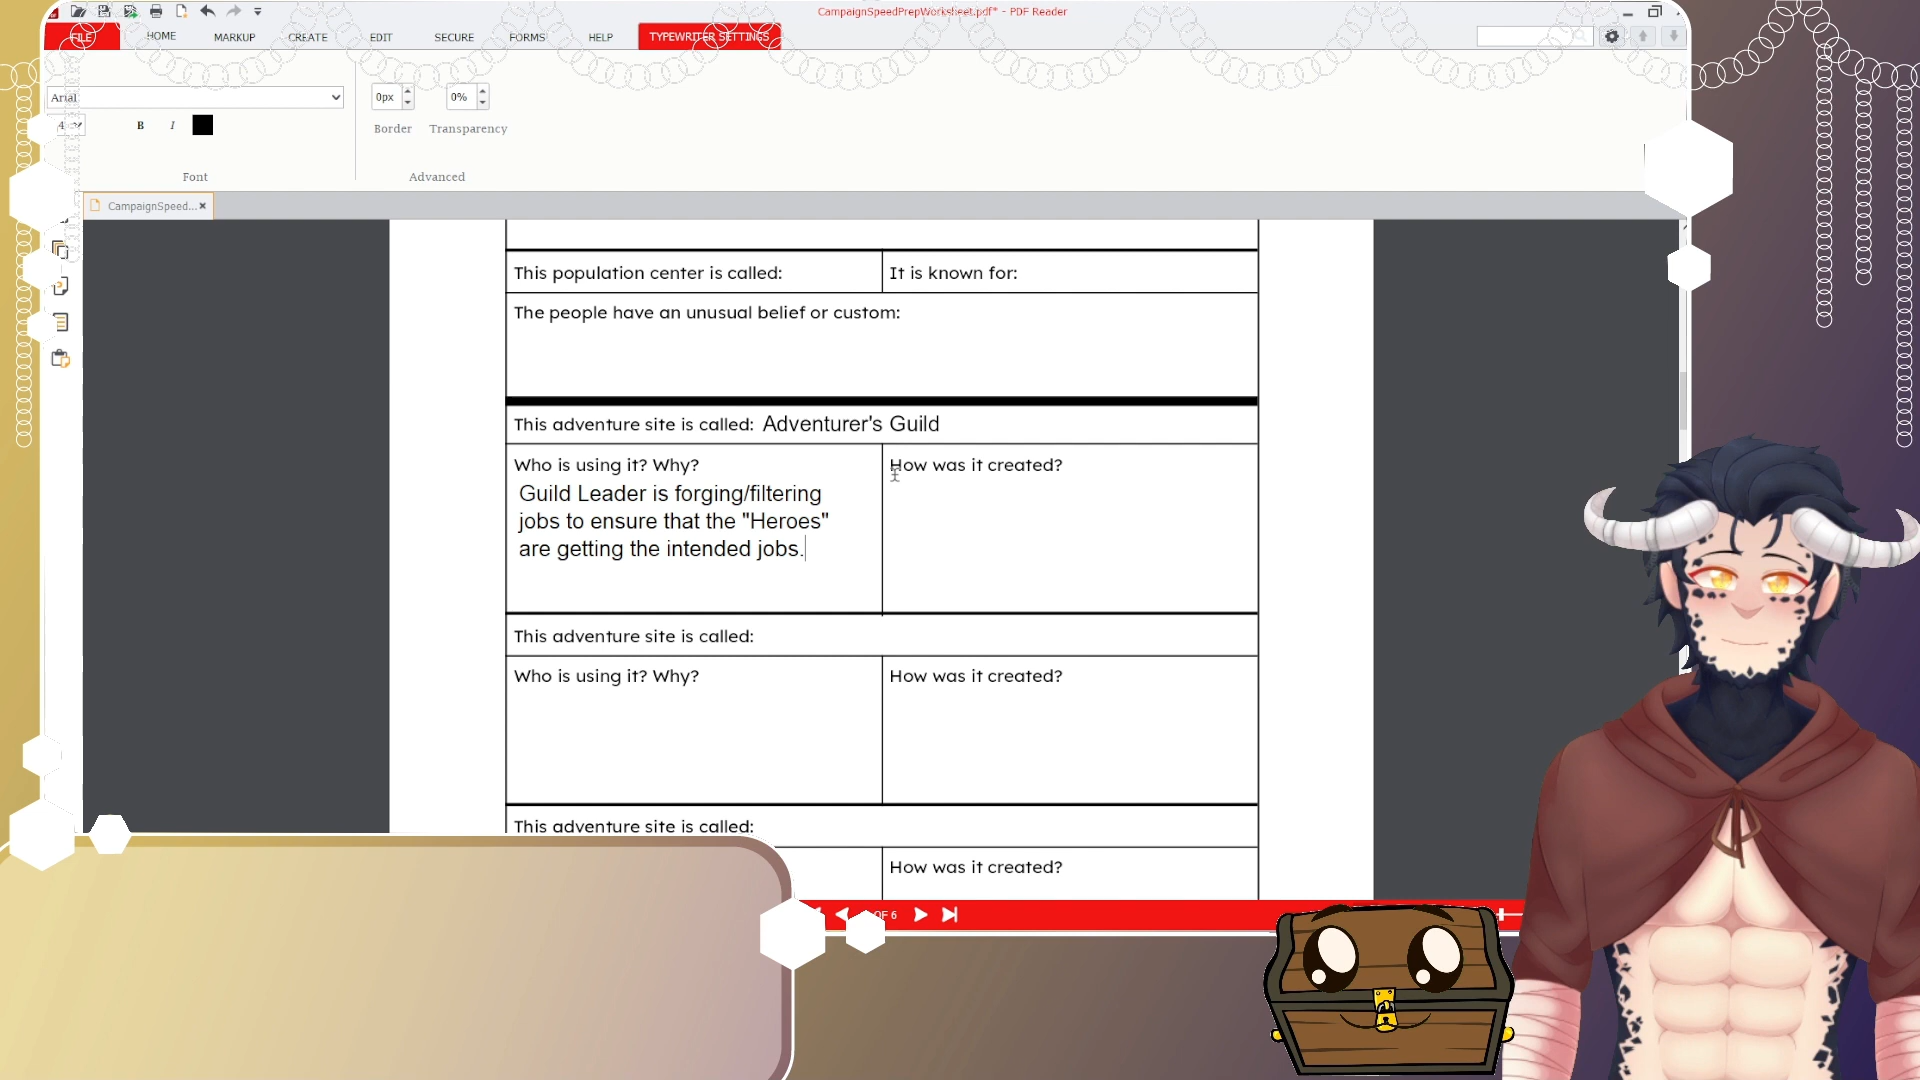 CampaignSpeedPrepWorksheet.pdf* - PDF Reader
FILE HOME MARKUP CREATE EDIT SECURE FORMS HELP TYPEWRITER SETTINGS
Arial
0px 0%
B I
Border Transparency
Font Advanced
CampaignSpeed...
This population center is called:
It is known for:
The people have an unusual belief or custom:
This adventure site is called: Adventurer's Guild
Who is using it? Why?
How was it created?
Guild Leader is forging/filtering
jobs to ensure that the "Heroes"
are getting the intended jobs.
This adventure site is called:
Who is using it? Why?
How was it created?
This adventure site is called:
How was it created?
OF 6